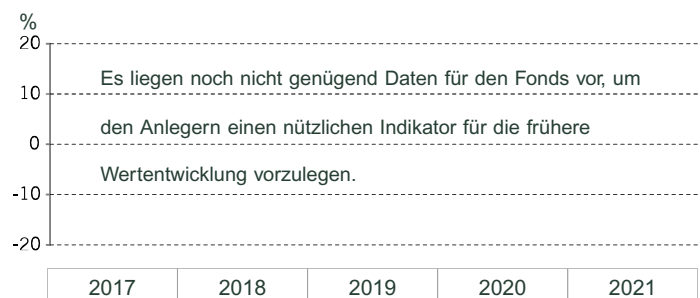 %
20
Es liegen noch nicht genügend Daten für den Fonds vor, um
10
den Anlegern einen nützlichen Indikator für die frühere
0
Wertentwicklung vorzulegen.
-10
-20
2017 2018 2019 2020 2021